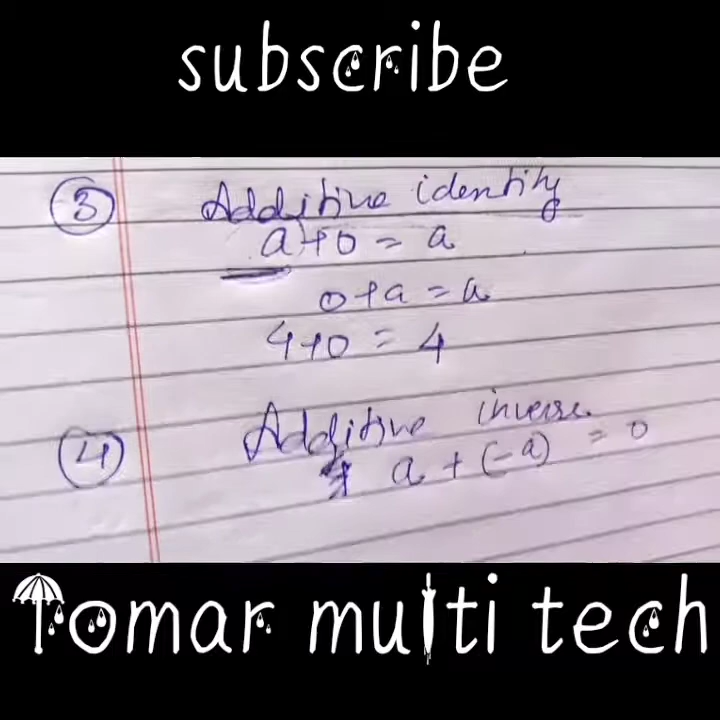 subscribe
3 Additive identity
a+0 = a
0+a = a
4+0 = 4
4 Additive inverse
a + (-a) = 0
Tomar multi tech